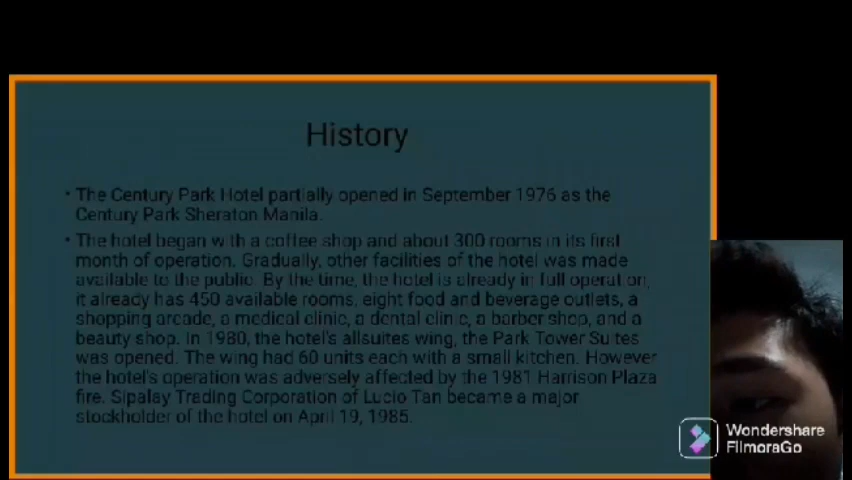 History
• The Century Park Hotel partially opened in September 1976 as the
Century Park Sheraton Manila.
• The hotel began with a coffee shop and about 300 rooms in its first
month of operation. Gradually, other facilities of the hotel was made
available to the public. By the time, the hotel is already in full operation,
it already has 450 available rooms, eight food and beverage outlets, a
shopping arcade, a medical clinic, a dental clinic, a barber shop, and a
beauty shop. In 1980, the hotel's allsuites wing, the Park Tower Suites
was opened. The wing had 60 units each with a small kitchen. However
the hotel's operation was adversely affected by the 1981 Harrison Plaza
fire. Sipalay Trading Corporation of Lucio Tan became a major
stockholder of the hotel on April 19, 1985.
Wondershare
FilmoraGo